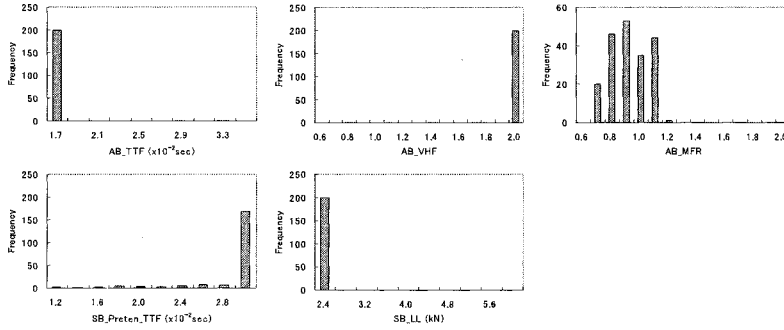 250
200
150
100
50
0
Frequency
1.7 2.1 2.5 2.9 3.3
AB_TTF (x10⁻²sec)
250
200
150
100
50
0
Frequency
0.6 0.8 1.0 1.2 1.4 1.6 1.8 2.0
AB_VHF
60
40
20
0
Frequency
0.6 0.8 1.0 1.2 1.4 1.6 1.8 2.0
AB_MFR
250
200
150
100
50
0
Frequency
1.2 1.6 2.0 2.4 2.8
SB_Preten_TTF (x10⁻²sec)
250
200
150
100
50
0
Frequency
2.4 3.2 4.0 4.8 5.6
SB_LL (kN)